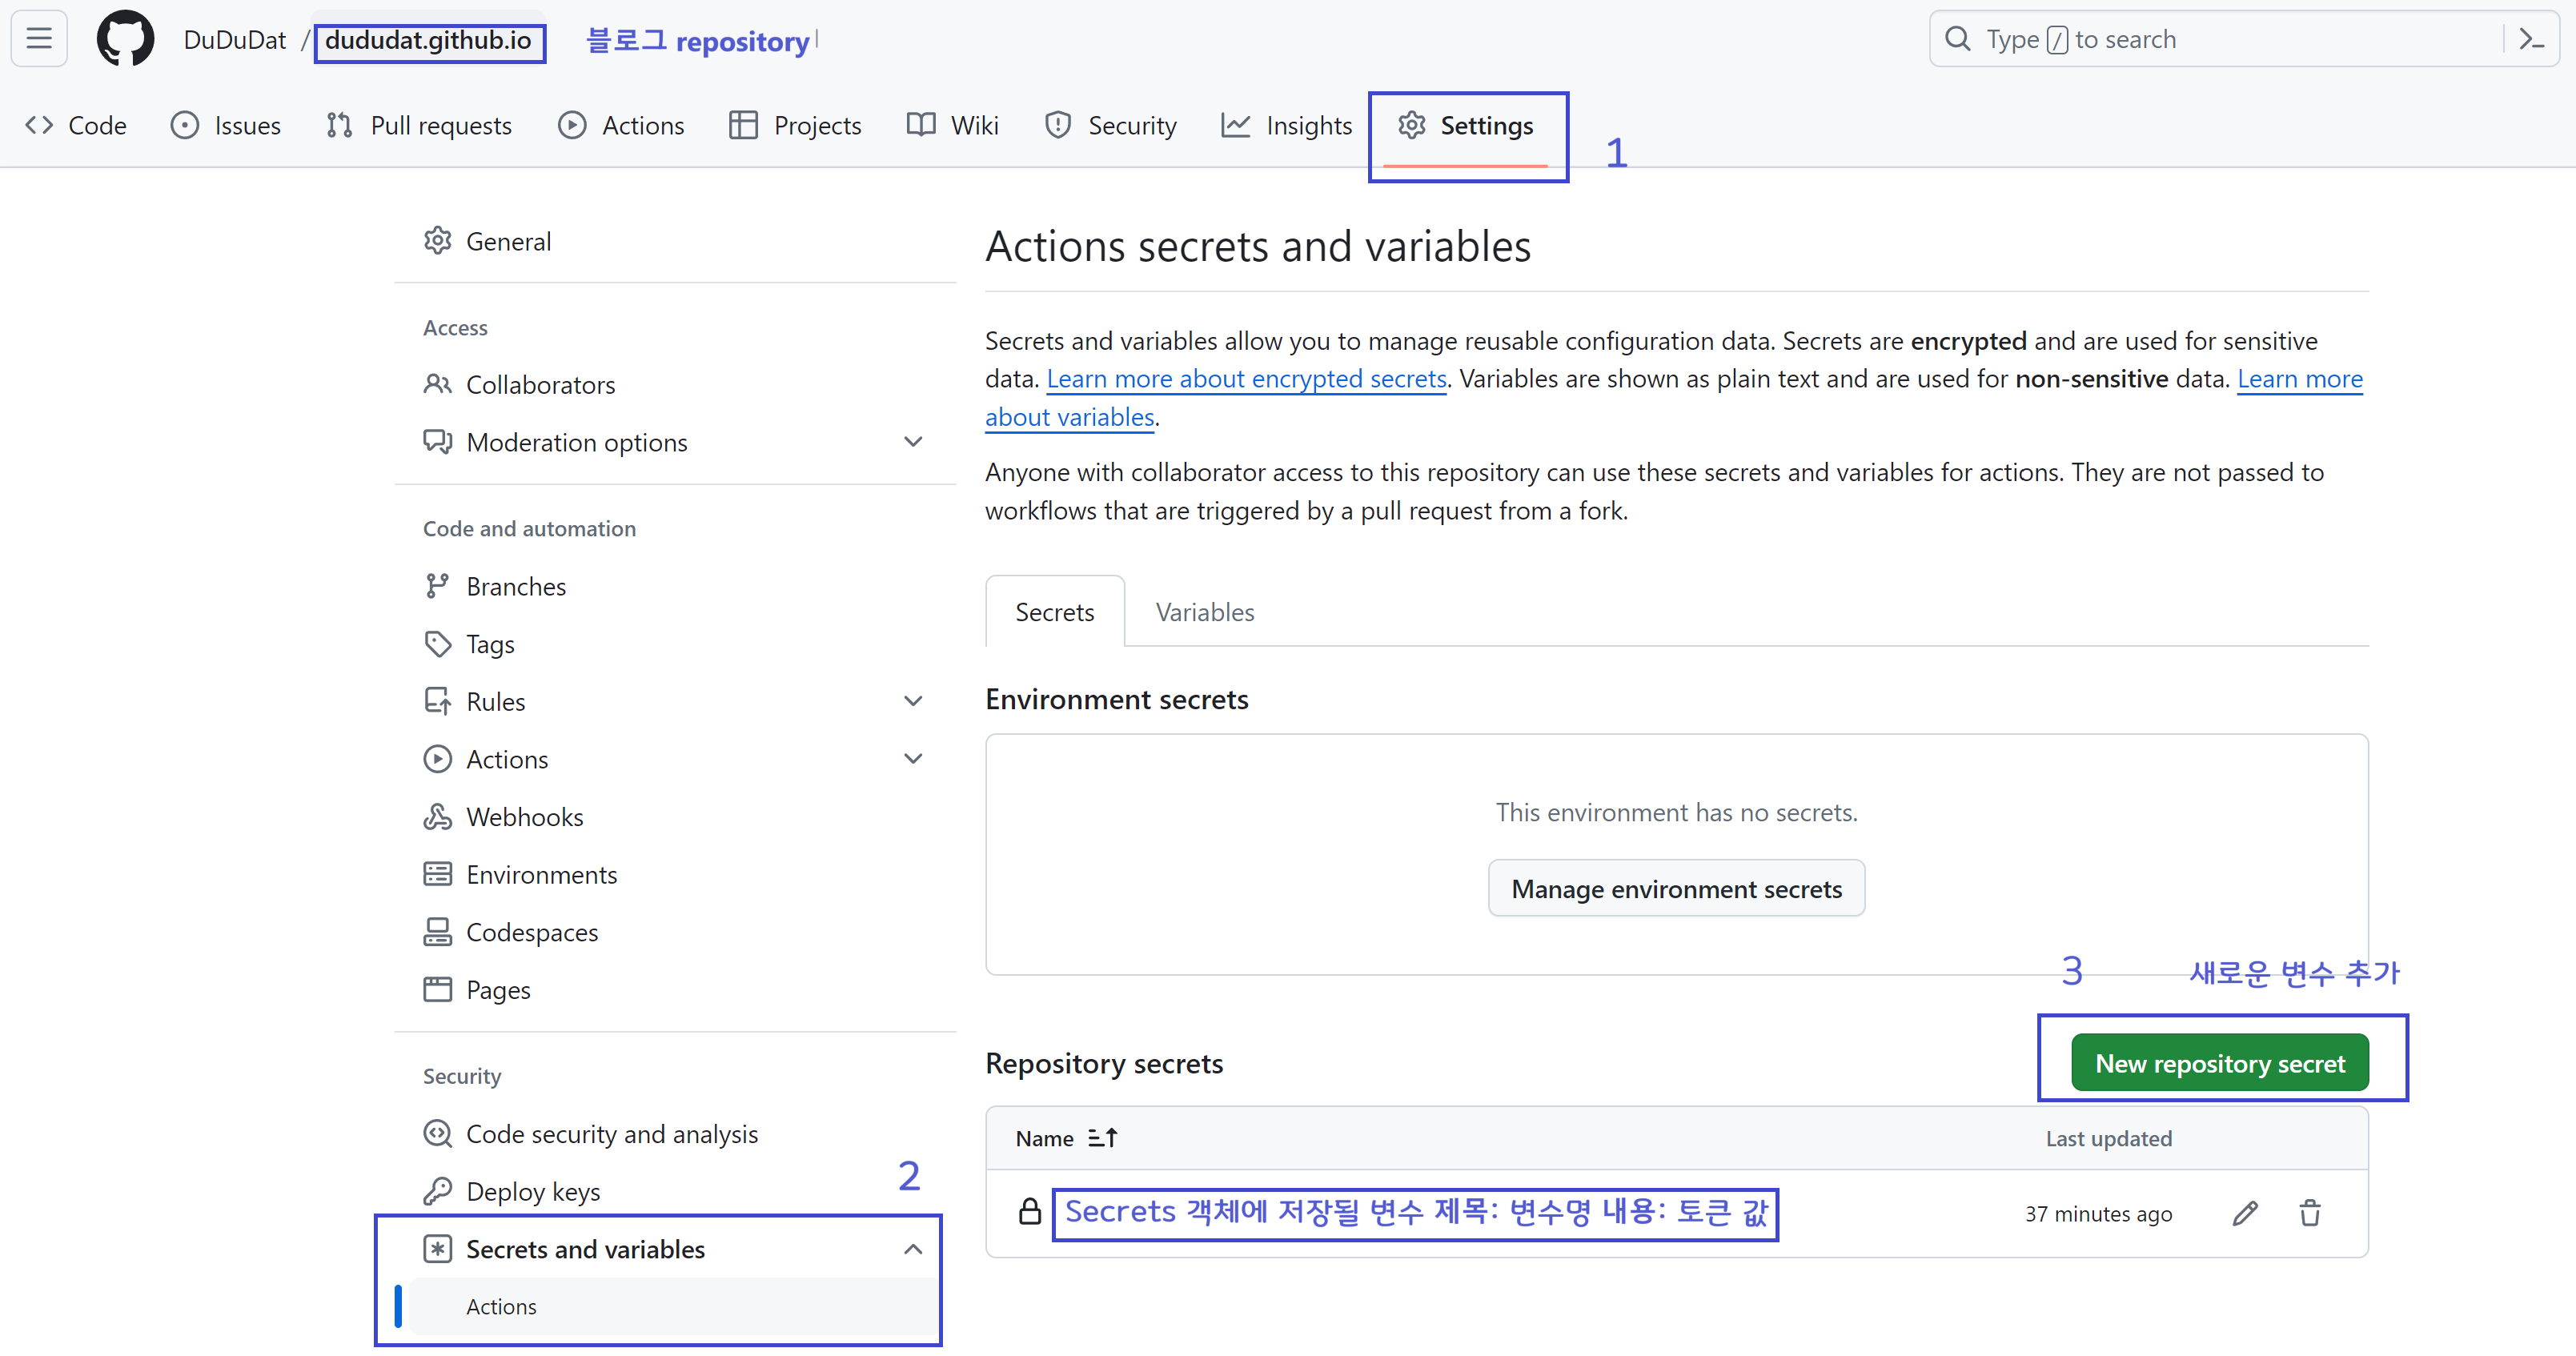 DuDuDat / dududat.github.io 블로그 repository
Type / to search
Code Issues Pull requests Actions Projects Wiki Security Insights Settings 1
General
Access
Collaborators
Moderation options
Code and automation
Branches
Tags
Rules
Actions
Webhooks
Environments
Codespaces
Pages
Security
Code security and analysis
2
Deploy keys
Secrets and variables
Actions
Actions secrets and variables
Secrets and variables allow you to manage reusable configuration data. Secrets are encrypted and are used for sensitive
data. Learn more about encrypted secrets. Variables are shown as plain text and are used for non-sensitive data. Learn more
about variables.
Anyone with collaborator access to this repository can use these secrets and variables for actions. They are not passed to
workflows that are triggered by a pull request from a fork.
Secrets Variables
Environment secrets
This environment has no secrets.
Manage environment secrets
3 새로운 변수 추가
Repository secrets New repository secret
Name Last updated
Secrets 객체에 저장될 변수 제목: 변수명 내용: 토큰 값 37 minutes ago